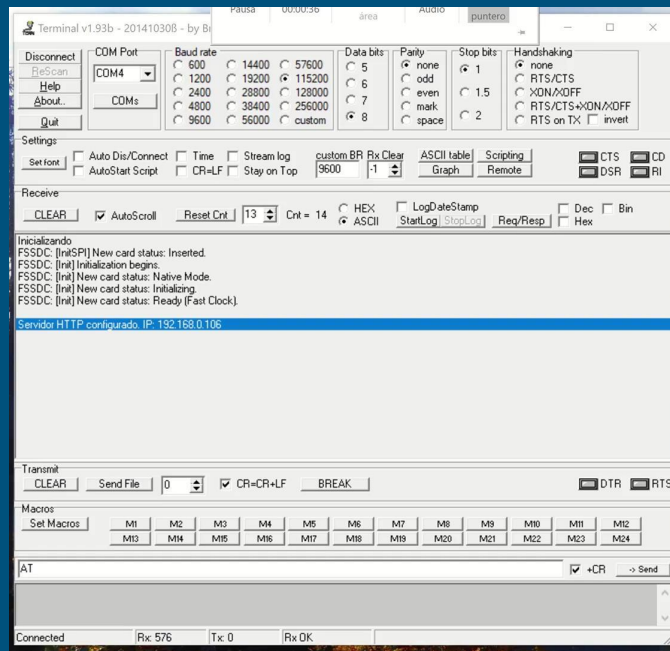 Pausa 00:00:36 área Audio puntero
Terminal v1.93b - 20141030ß - by Br
Disconnect
ReScan
Help
About..
Quit
COM Port
COM4
COMs
Baud rate
600 14400 57600
1200 19200 115200
2400 28800 128000
4800 38400 256000
9600 56000 custom
Data bits
5
6
7
8
Parity
none
odd
even
mark
space
Stop bits
1
1.5
2
Handshaking
none
RTS/CTS
XON/XOFF
RTS/CTS+XON/XOFF
RTS on TX invert
Settings
Set font
Auto Dis/Connect Time Stream log
AutoStart Script CR=LF Stay on Top
custom BR Rx Clear
9600 -1
ASCII table Scripting
Graph Remote
CTS CD
DSR RI
Receive
CLEAR AutoScroll Reset Cnt 13 Cnt = 14
HEX
ASCII
LogDateStamp
StartLog StopLog Req/Resp
Dec Bin
Hex
Inicializando
FSSDC: [InitSPI] New card status: Inserted.
FSSDC: [Init] Initialization begins.
FSSDC: [Init] New card status: Native Mode.
FSSDC: [Init] New card status: Initializing.
FSSDC: [Init] New card status: Ready (Fast Clock).
Servidor HTTP configurado. IP: 192.168.0.106
Transmit
CLEAR Send File 0 CR=CR+LF BREAK DTR RTS
Macros
Set Macros
M1 M2 M3 M4 M5 M6 M7 M8 M9 M10 M11 M12
M13 M14 M15 M16 M17 M18 M19 M20 M21 M22 M23 M24
AT +CR -> Send
Connected Rx: 576 Tx: 0 Rx OK